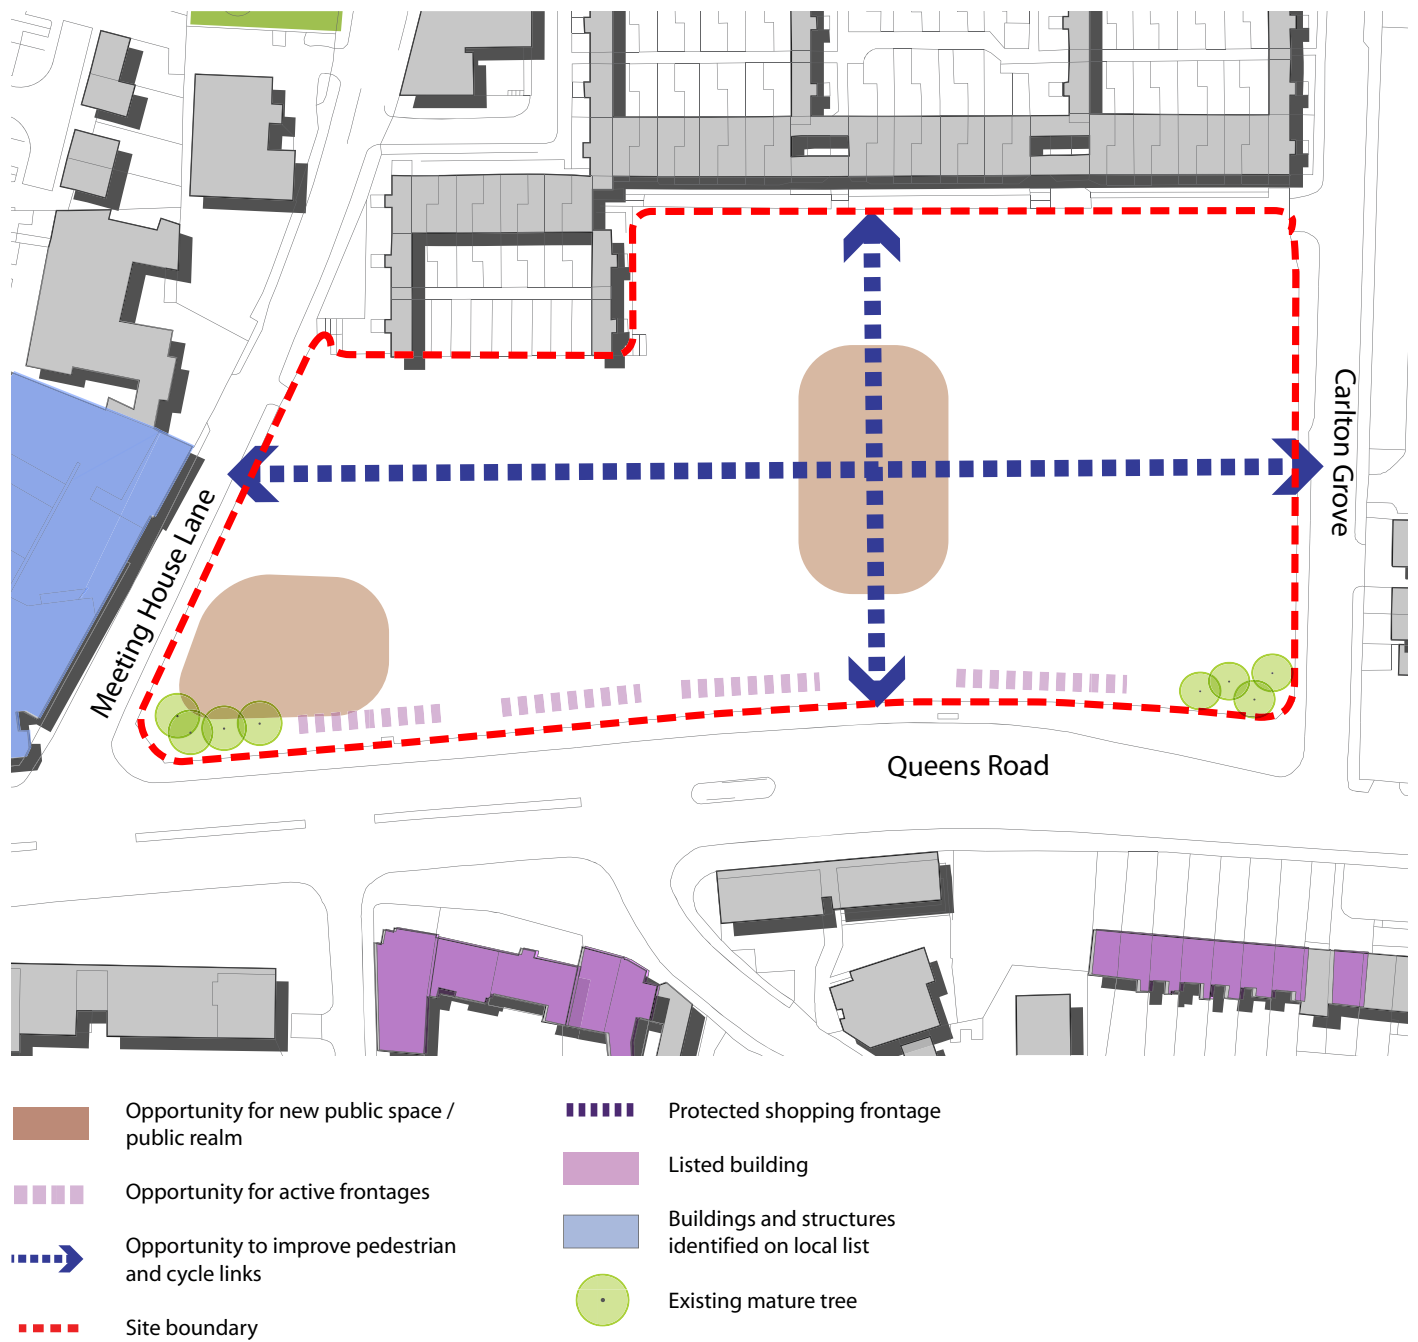 Carlton Grove
Meeting House Lane
Queens Road
Opportunity for new public space /
public realm
Opportunity for active frontages
Opportunity to improve pedestrian
and cycle links
Site boundary
Protected shopping frontage
Listed building
Buildings and structures
identified on local list
Existing mature tree